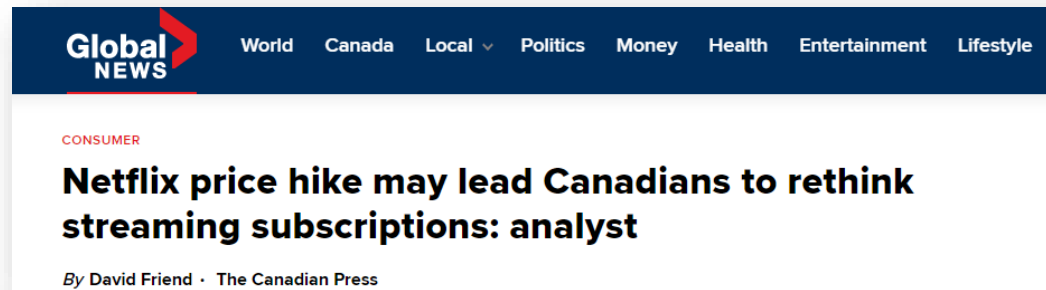 Global NEWS World Canada Local Politics Money Health Entertainment Lifestyle
CONSUMER
Netflix price hike may lead Canadians to rethink
streaming subscriptions: analyst
By David Friend · The Canadian Press